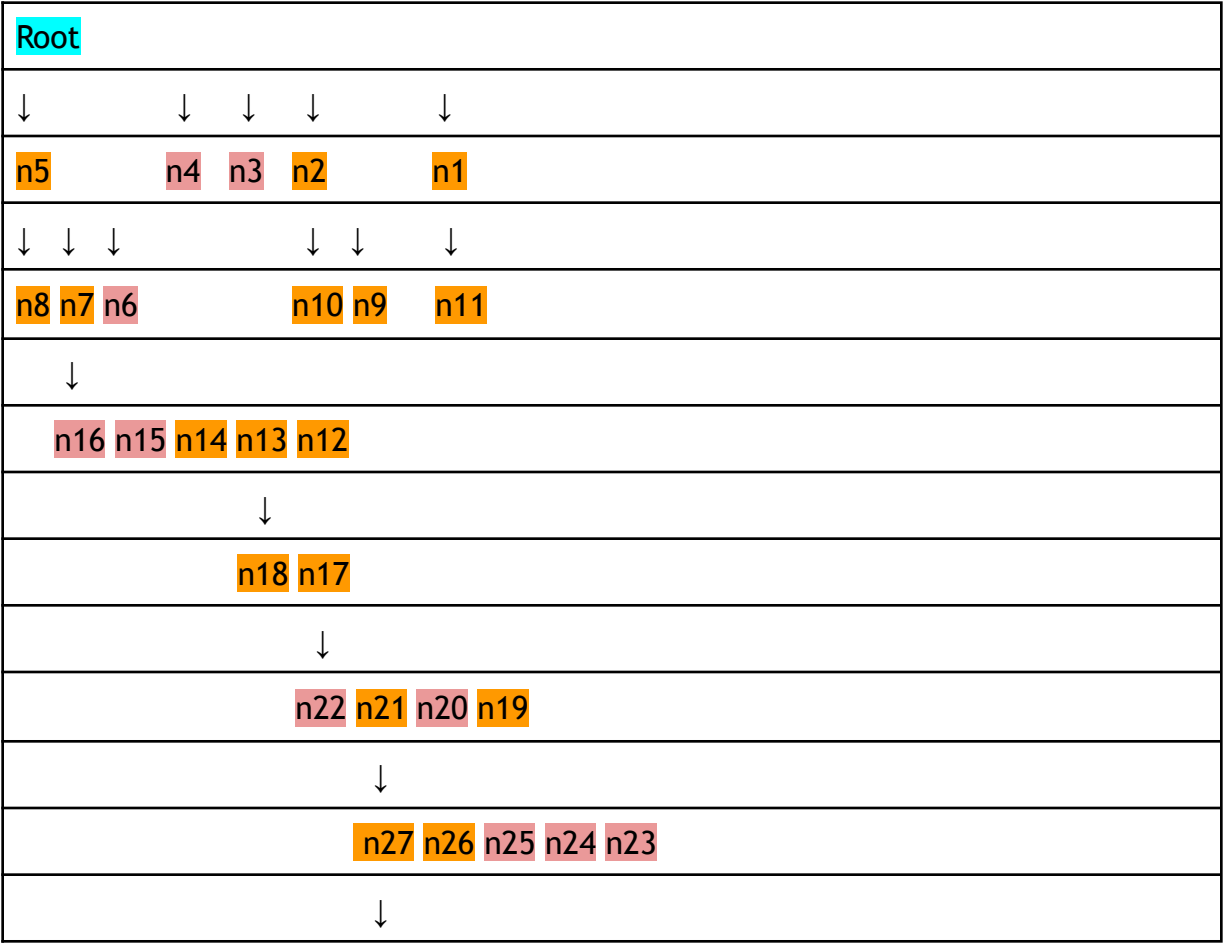 Root
↓ ↓ ↓ ↓ ↓
n5 n4 n3 n2 n1
↓ ↓ ↓ ↓ ↓ ↓
n8 n7 n6 n10 n9 n11
↓
n16 n15 n14 n13 n12
↓
n18 n17
↓
n22 n21 n20 n19
↓
n27 n26 n25 n24 n23
↓